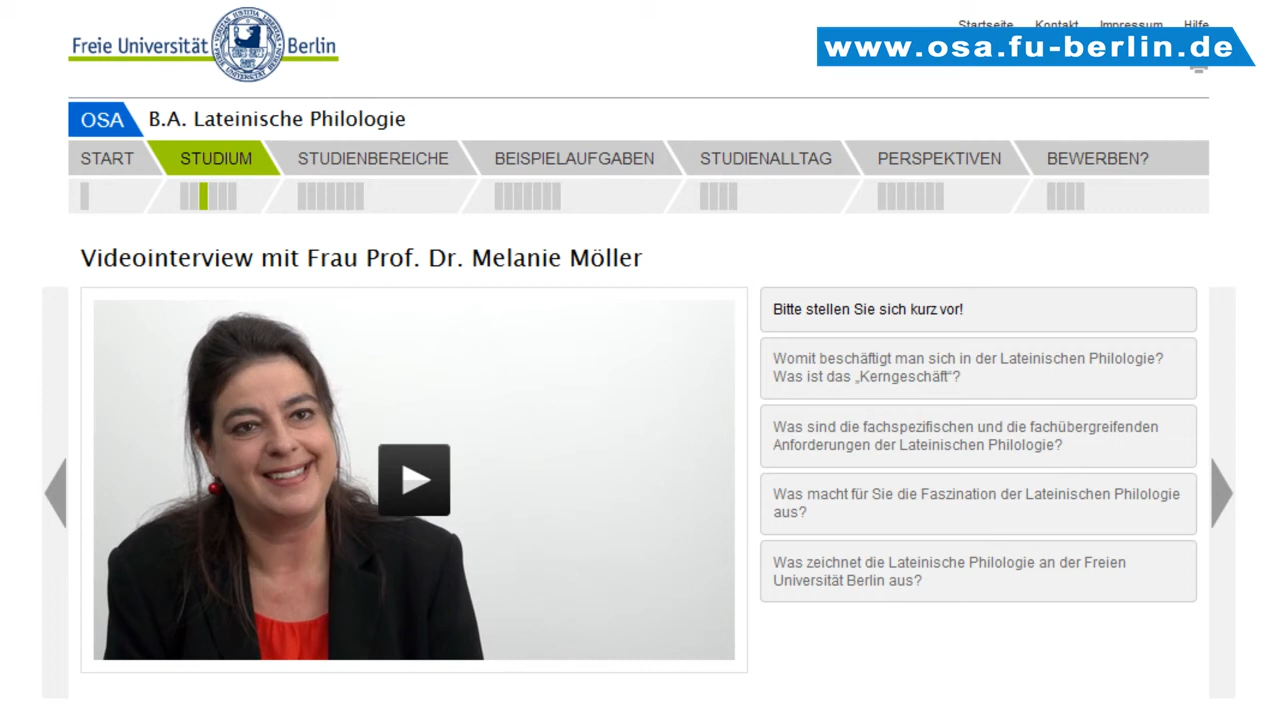 Freie Universität Berlin
VERITAS IUSTITIA LIBERTAS
Startseite Kontakt Impressum Hilfe
www.osa.fu-berlin.de
OSA B.A. Lateinische Philologie
START STUDIUM STUDIENBEREICHE BEISPIELAUFGABEN STUDIENALLTAG PERSPEKTIVEN BEWERBEN?
Videointerview mit Frau Prof. Dr. Melanie Möller
Bitte stellen Sie sich kurz vor!
Womit beschäftigt man sich in der Lateinischen Philologie?
Was ist das „Kerngeschäft“?
Was sind die fachspezifischen und die fachübergreifenden
Anforderungen der Lateinischen Philologie?
Was macht für Sie die Faszination der Lateinischen Philologie
aus?
Was zeichnet die Lateinische Philologie an der Freien
Universität Berlin aus?